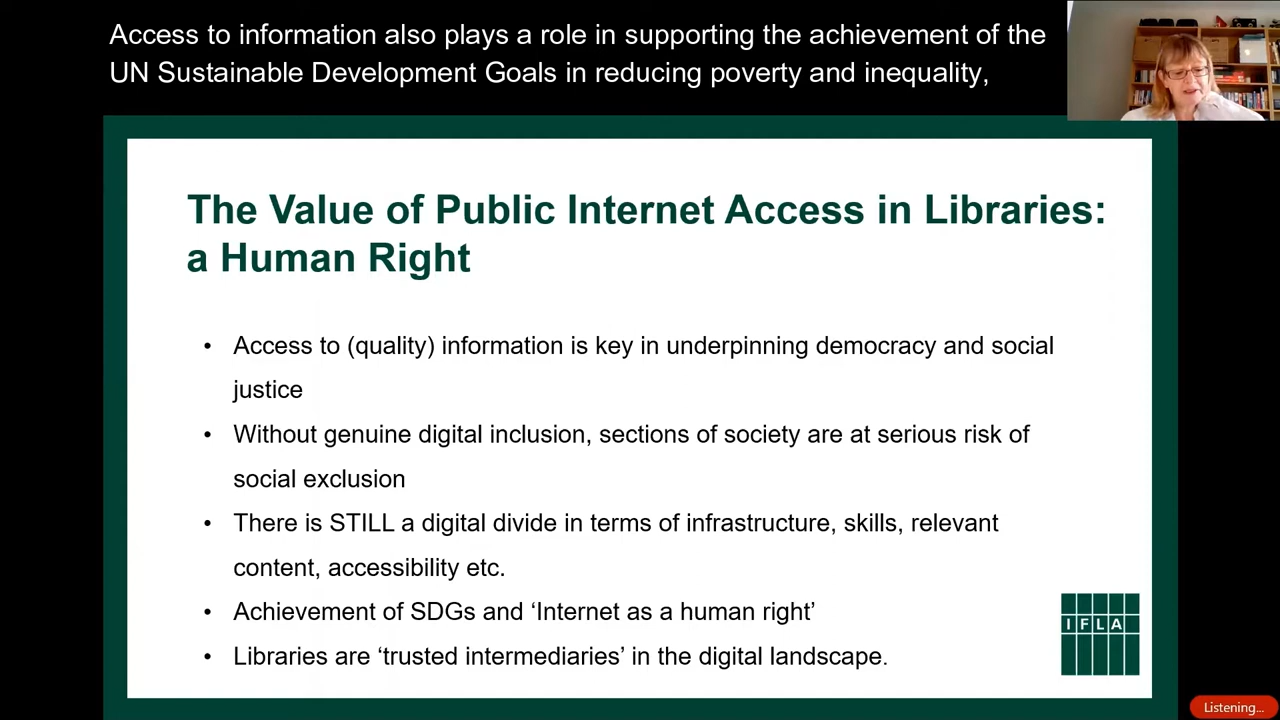 Access to information also plays a role in supporting the achievement of the
UN Sustainable Development Goals in reducing poverty and inequality,
The Value of Public Internet Access in Libraries:
a Human Right
• Access to (quality) information is key in underpinning democracy and social
justice
• Without genuine digital inclusion, sections of society are at serious risk of
social exclusion
• There is STILL a digital divide in terms of infrastructure, skills, relevant
content, accessibility etc.
• Achievement of SDGs and ‘Internet as a human right’
• Libraries are ‘trusted intermediaries’ in the digital landscape.
IFLA
Listening...